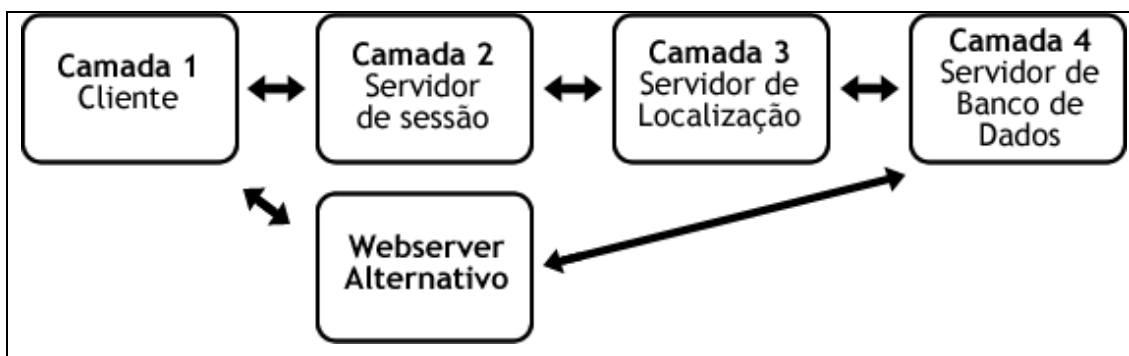 Camada 1
Cliente
Camada 2
Servidor
de sessão
Camada 3
Servidor de
Localização
Camada 4
Servidor de
Banco de
Dados
Webserver
Alternativo